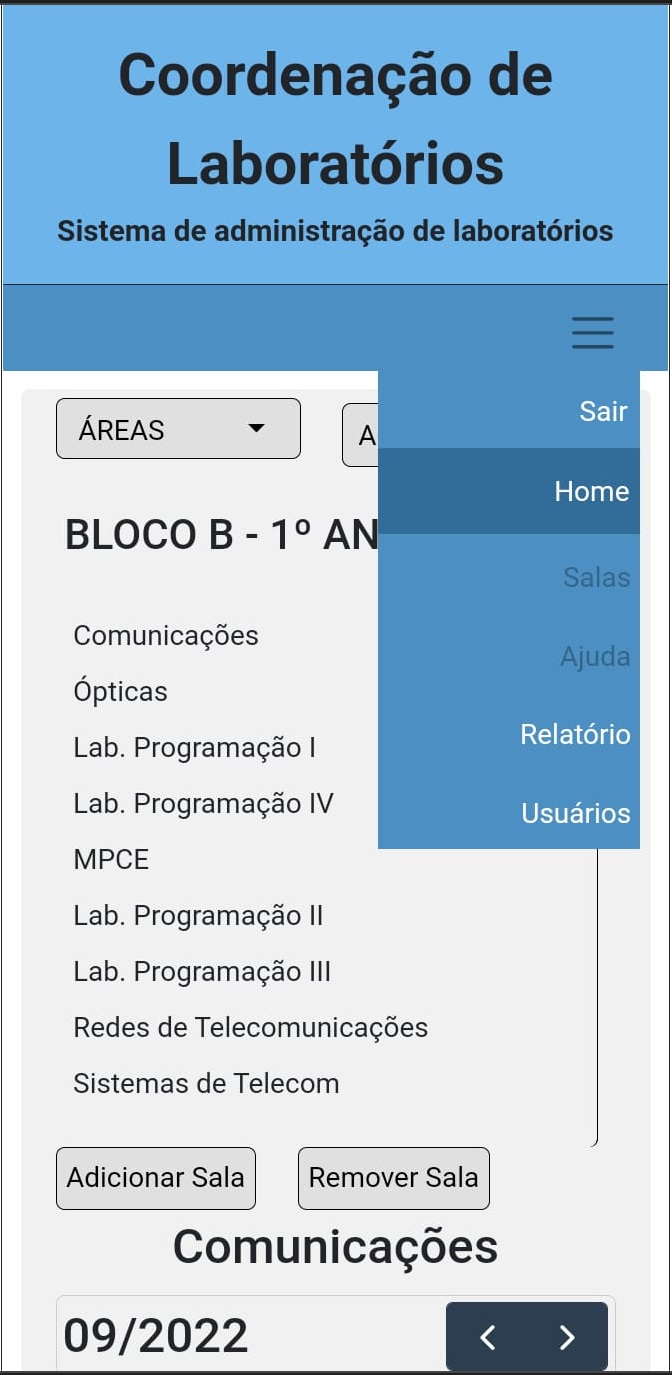 Coordenação de
Laboratórios
Sistema de administração de laboratórios
Sair
ÁREAS
A
Home
BLOCO B - 1º AN
Salas
Comunicações
Ajuda
Ópticas
Relatório
Lab. Programação I
Lab. Programação IV
Usuários
MPCE
Lab. Programação II
Lab. Programação III
Redes de Telecomunicações
Sistemas de Telecom
Adicionar Sala
Remover Sala
Comunicações
09/2022